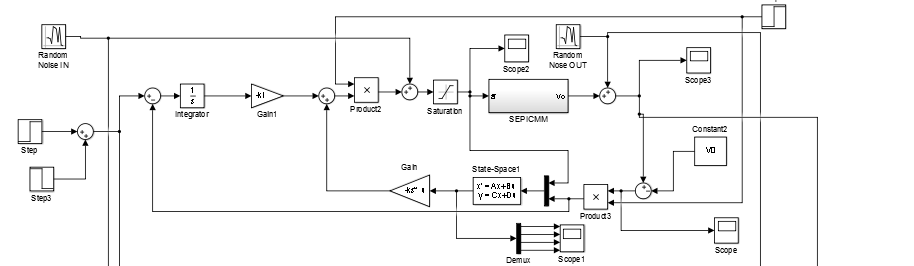 Random
Noise IN
Random
Nose OUT
Scope2
Scope3
1
s
-KI
×
Integrator
Gain1
Product2
Saturation
d
Vo
SEPICMM
Constant2
V0
Step
Step3
Gain
State-Space1
x' = Ax+Bu
y = Cx+Du
×
Product3
Scope
Demux
Scope1